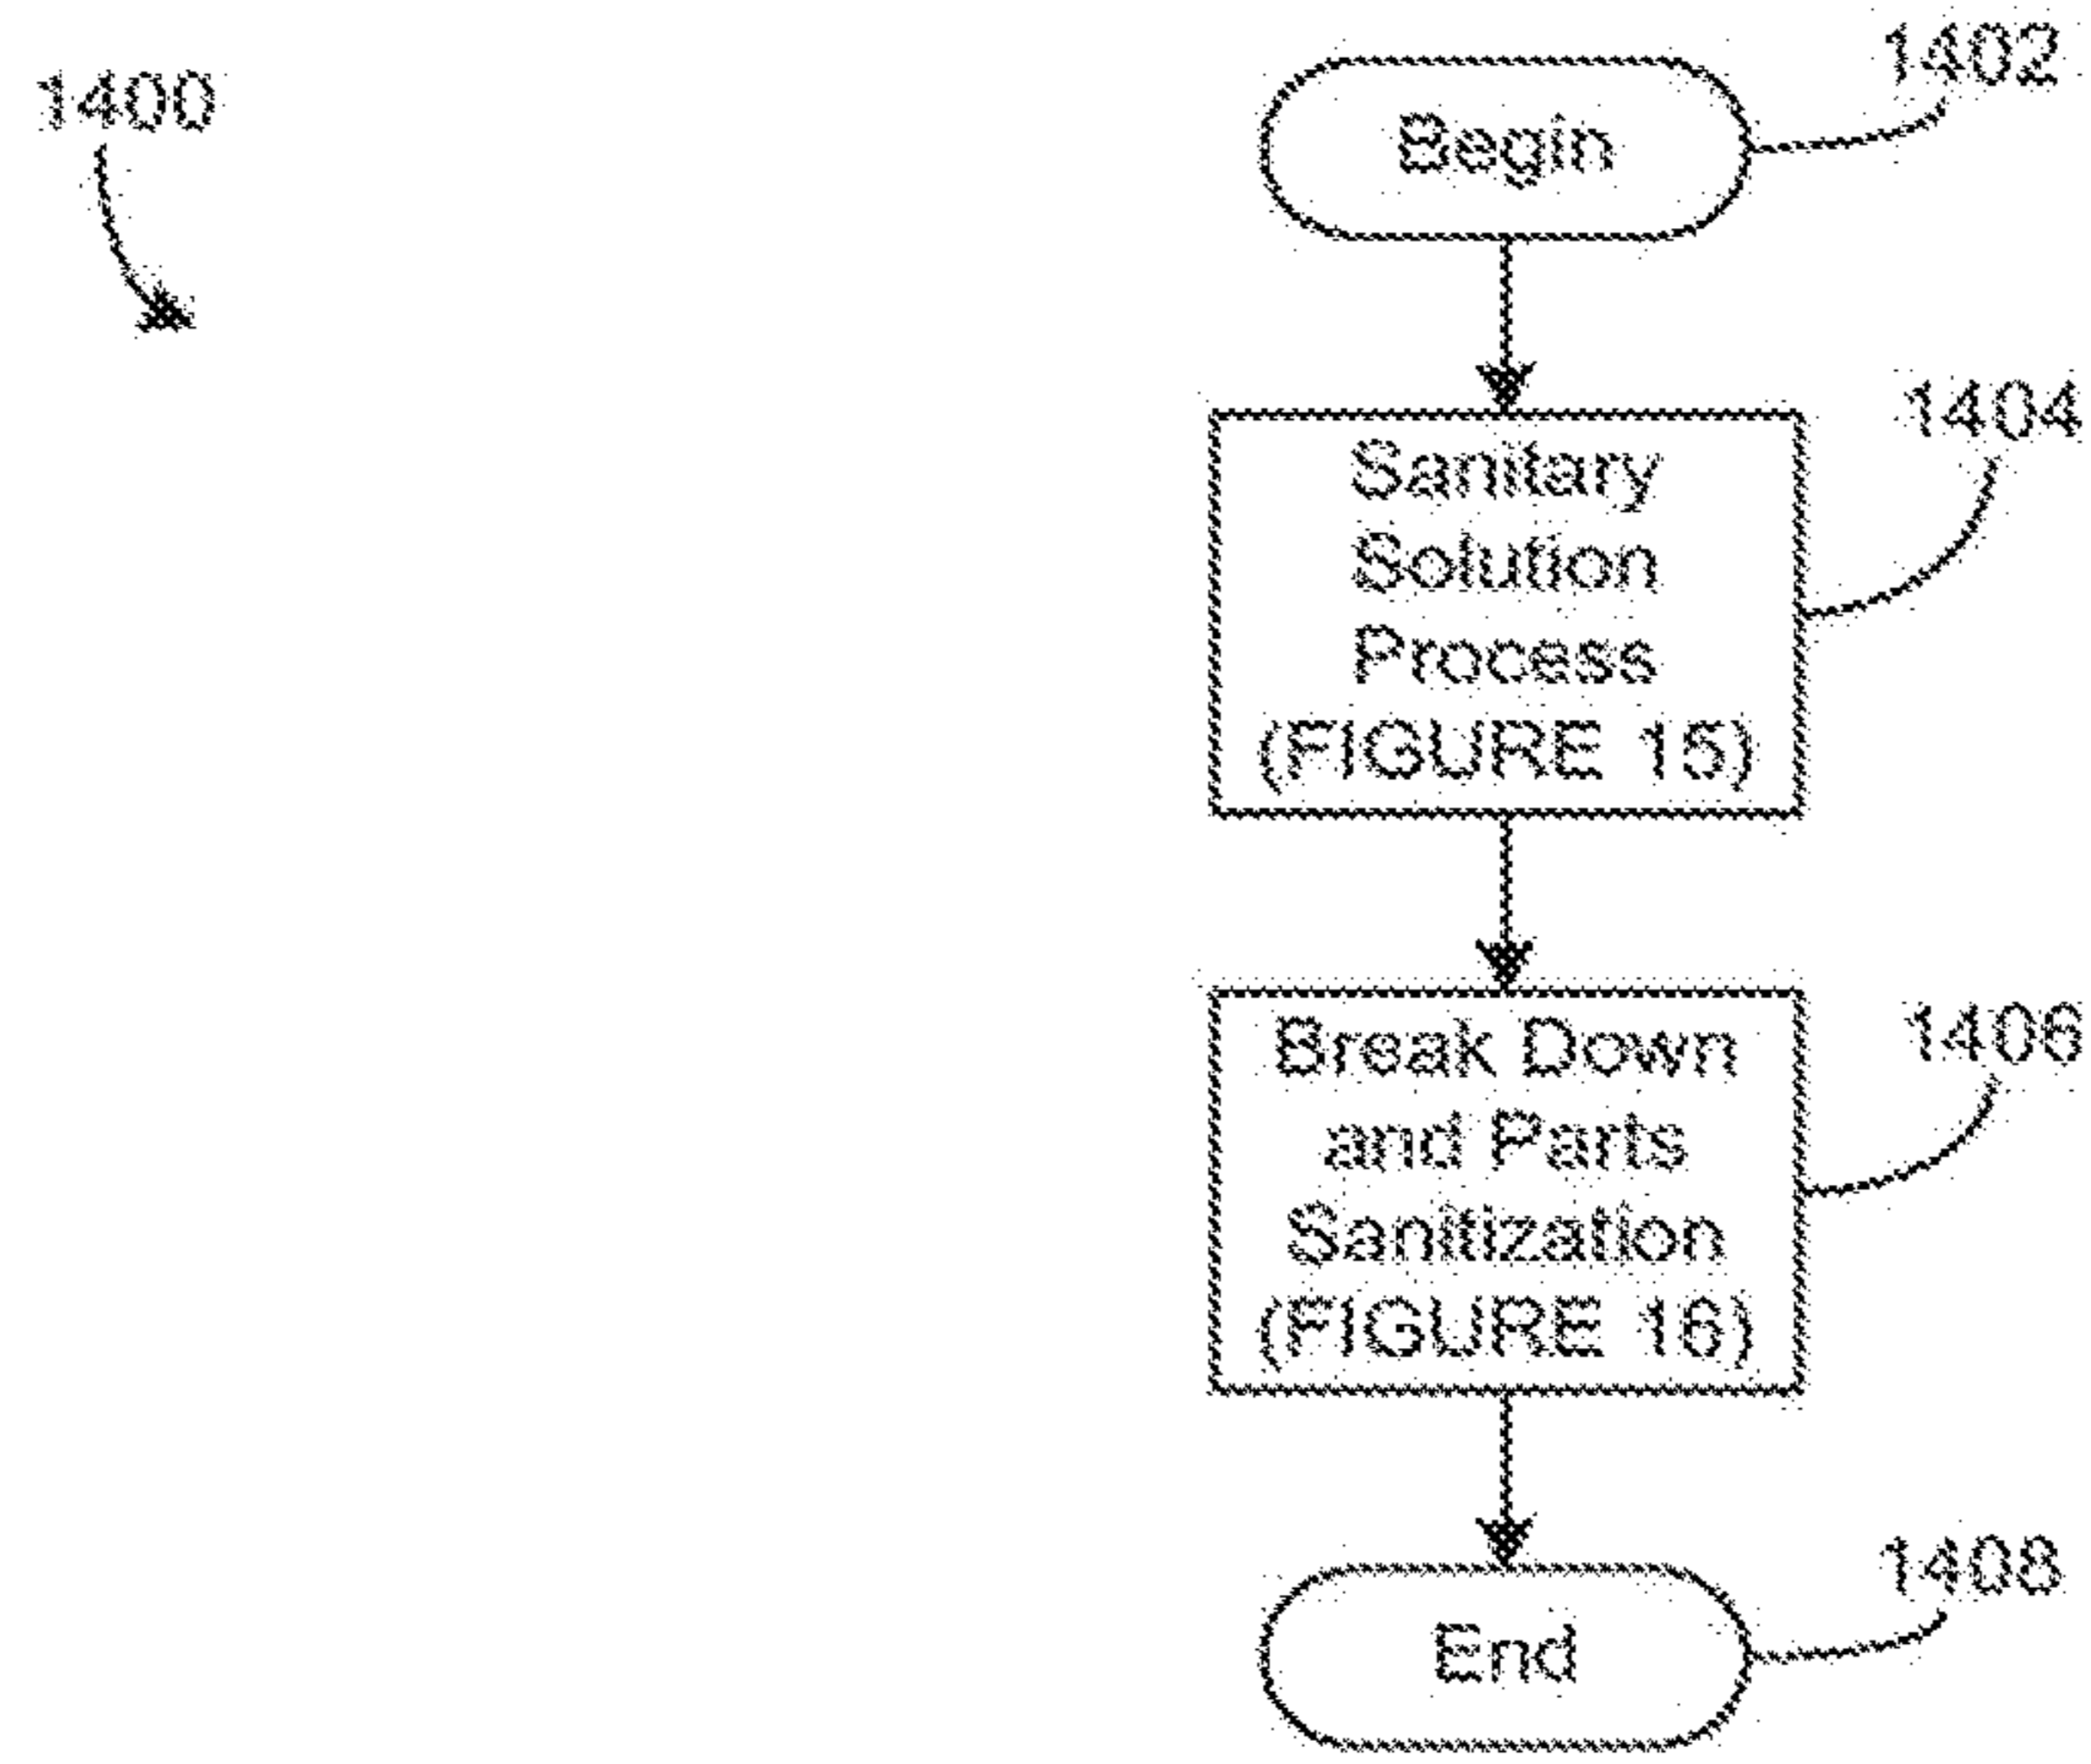 1400
1402
Begin
1404
Sanitary
Solution
Process
(FIGURE 15)
1406
Break Down
and Parts
Sanitization
(FIGURE 16)
1408
End